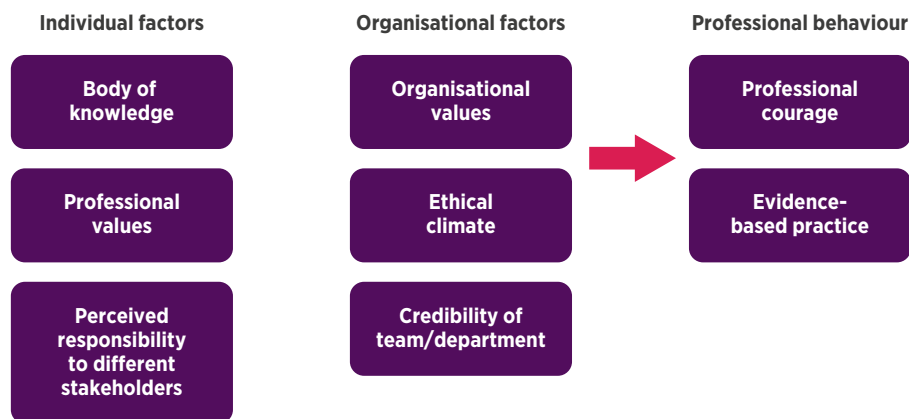 Individual factors
Body of
knowledge
Professional
values
Perceived
responsibility
to different
stakeholders
Organisational factors
Organisational
values
Ethical
climate
Credibility of
team/department
Professional behaviour
Professional
courage
Evidence-
based practice